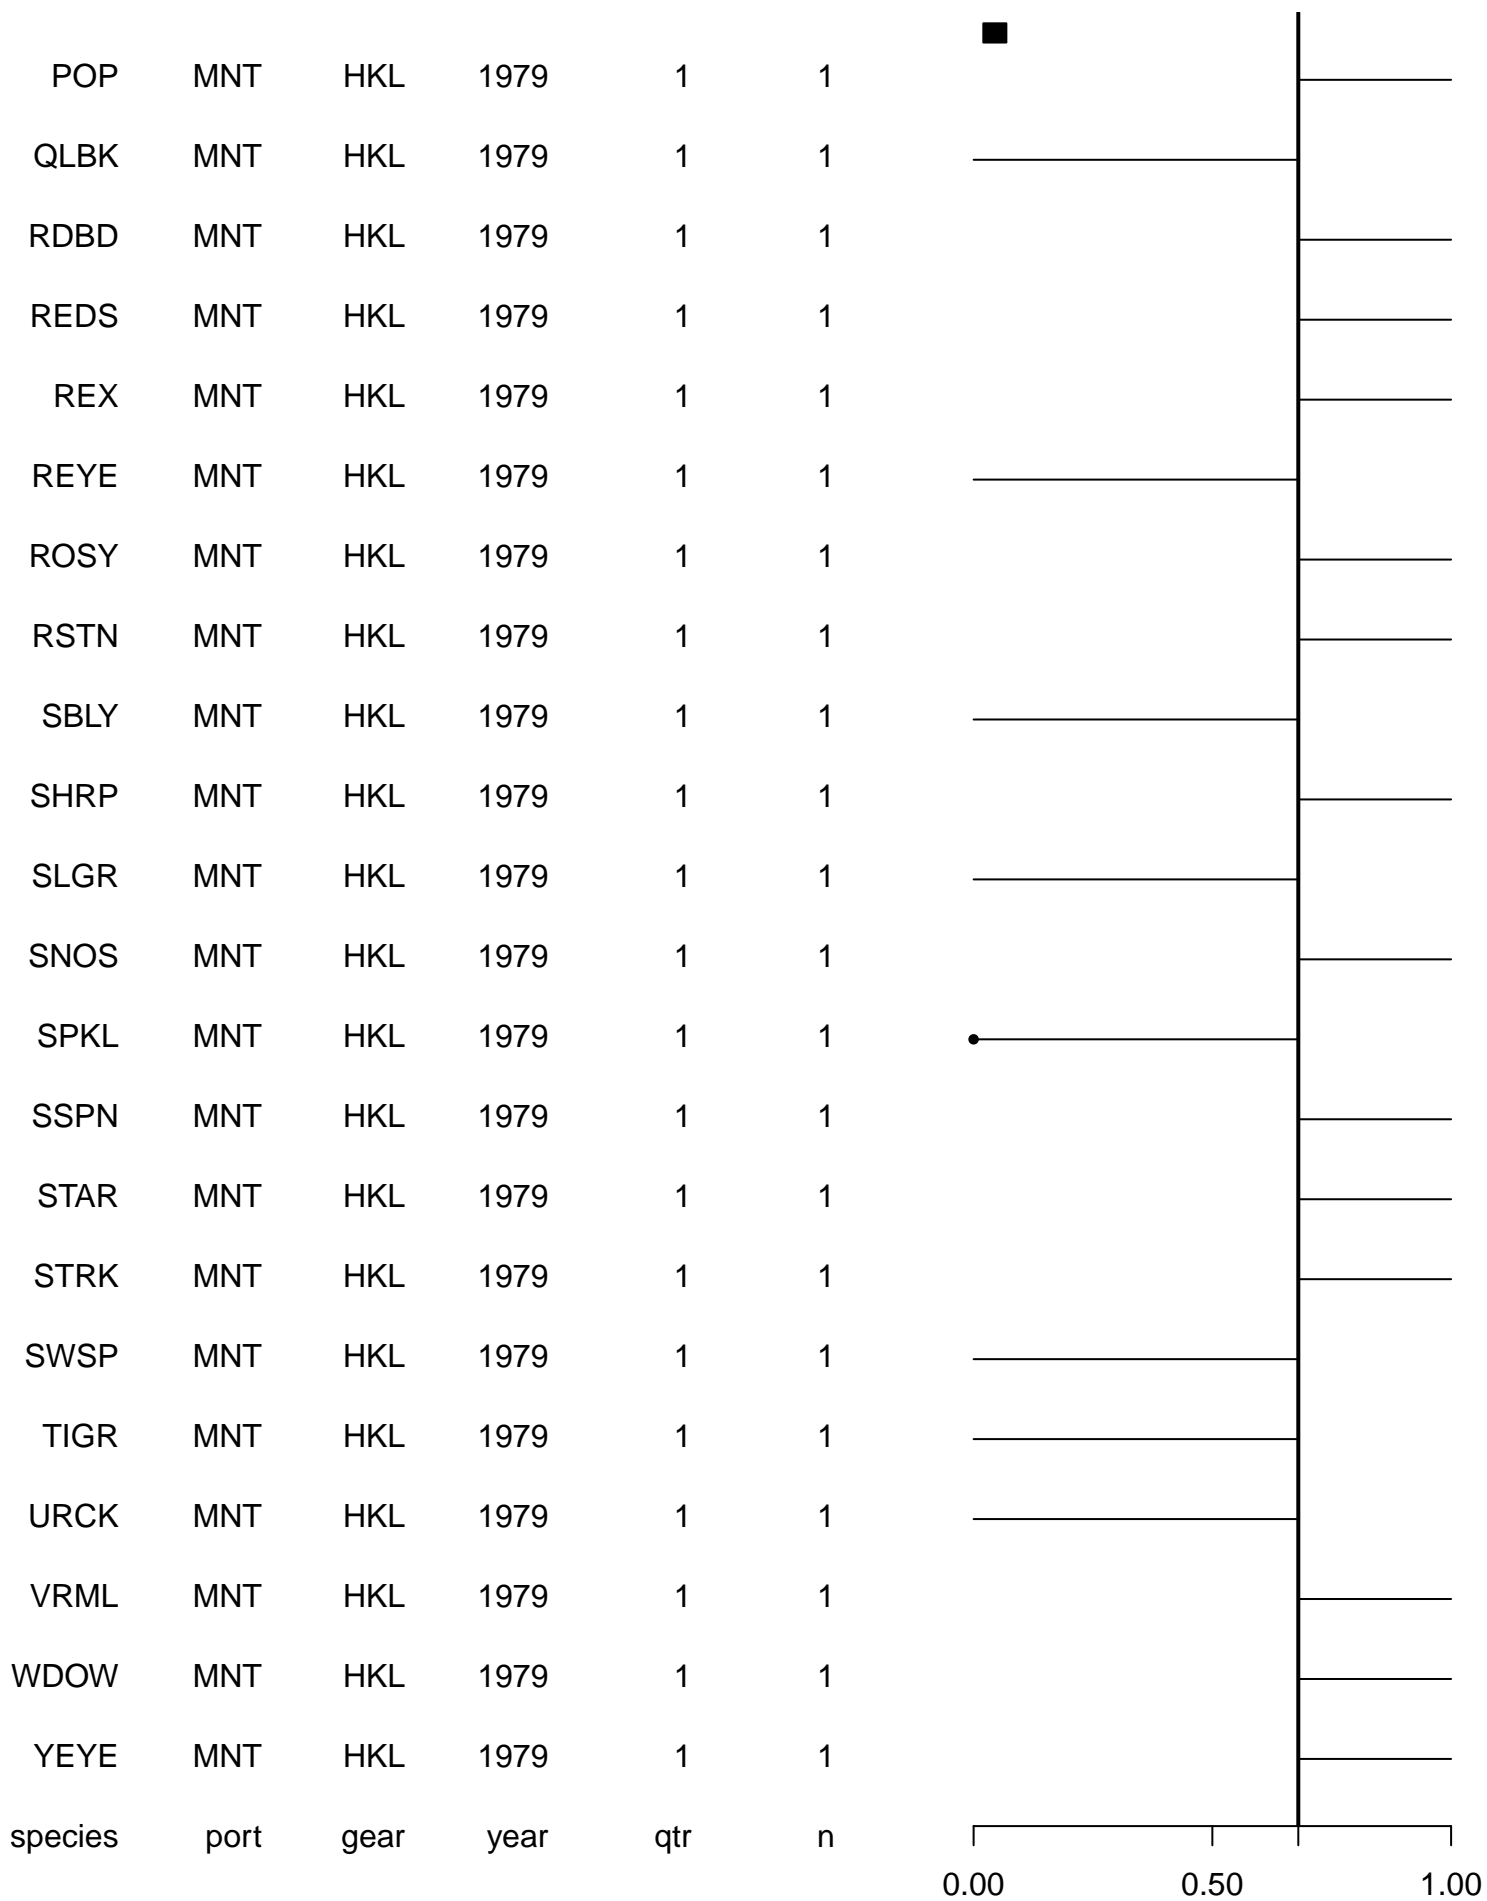 POP MNT HKL 1979 1 1
QLBK MNT HKL 1979 1 1
RDBD MNT HKL 1979 1 1
REDS MNT HKL 1979 1 1
REX MNT HKL 1979 1 1
REYE MNT HKL 1979 1 1
ROSY MNT HKL 1979 1 1
RSTN MNT HKL 1979 1 1
SBLY MNT HKL 1979 1 1
SHRP MNT HKL 1979 1 1
SLGR MNT HKL 1979 1 1
SNOS MNT HKL 1979 1 1
SPKL MNT HKL 1979 1 1
SSPN MNT HKL 1979 1 1
STAR MNT HKL 1979 1 1
STRK MNT HKL 1979 1 1
SWSP MNT HKL 1979 1 1
TIGR MNT HKL 1979 1 1
URCK MNT HKL 1979 1 1
VRML MNT HKL 1979 1 1
WDOW MNT HKL 1979 1 1
YEYE MNT HKL 1979 1 1
species port gear year qtr n
0.00 0.50 1.00